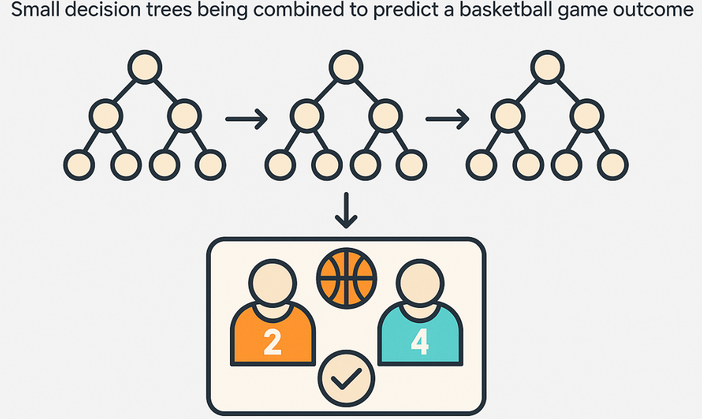 Small decision trees being combined to predict a basketball game outcome
2
4